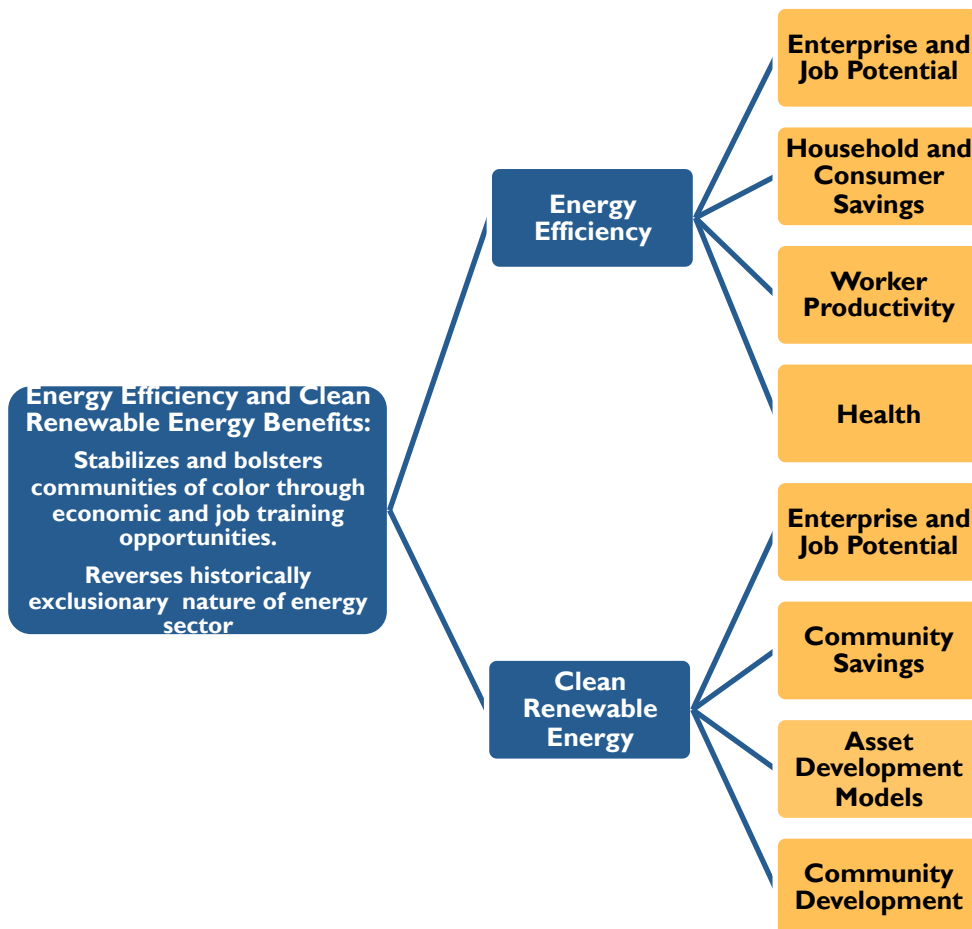 Enterprise and
Job Potential
Household and
Consumer
Savings
Energy
Efficiency
Worker
Productivity
Health
Energy Efficiency and Clean
Renewable Energy Benefits:
Stabilizes and bolsters
communities of color through
economic and job training
opportunities.
Reverses historically
exclusionary nature of energy
sector
Enterprise and
Job Potential
Community
Savings
Clean
Renewable
Energy
Asset
Development
Models
Community
Development